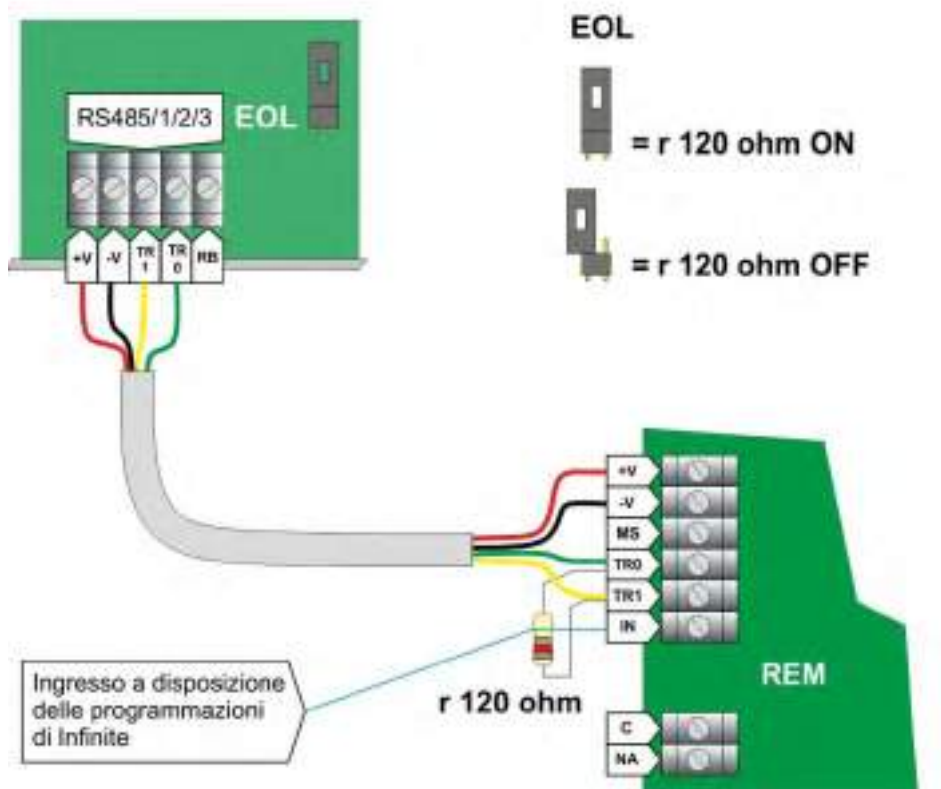 EOL
RS485/1/2/3
EOL
= r 120 ohm ON
= r 120 ohm OFF
+V
-V
TR
1
TR
0
RB
+V
-V
MS
TR0
TR1
IN
REM
Ingresso a disposizione
delle programmazioni
di Infinite
r 120 ohm
C
NA